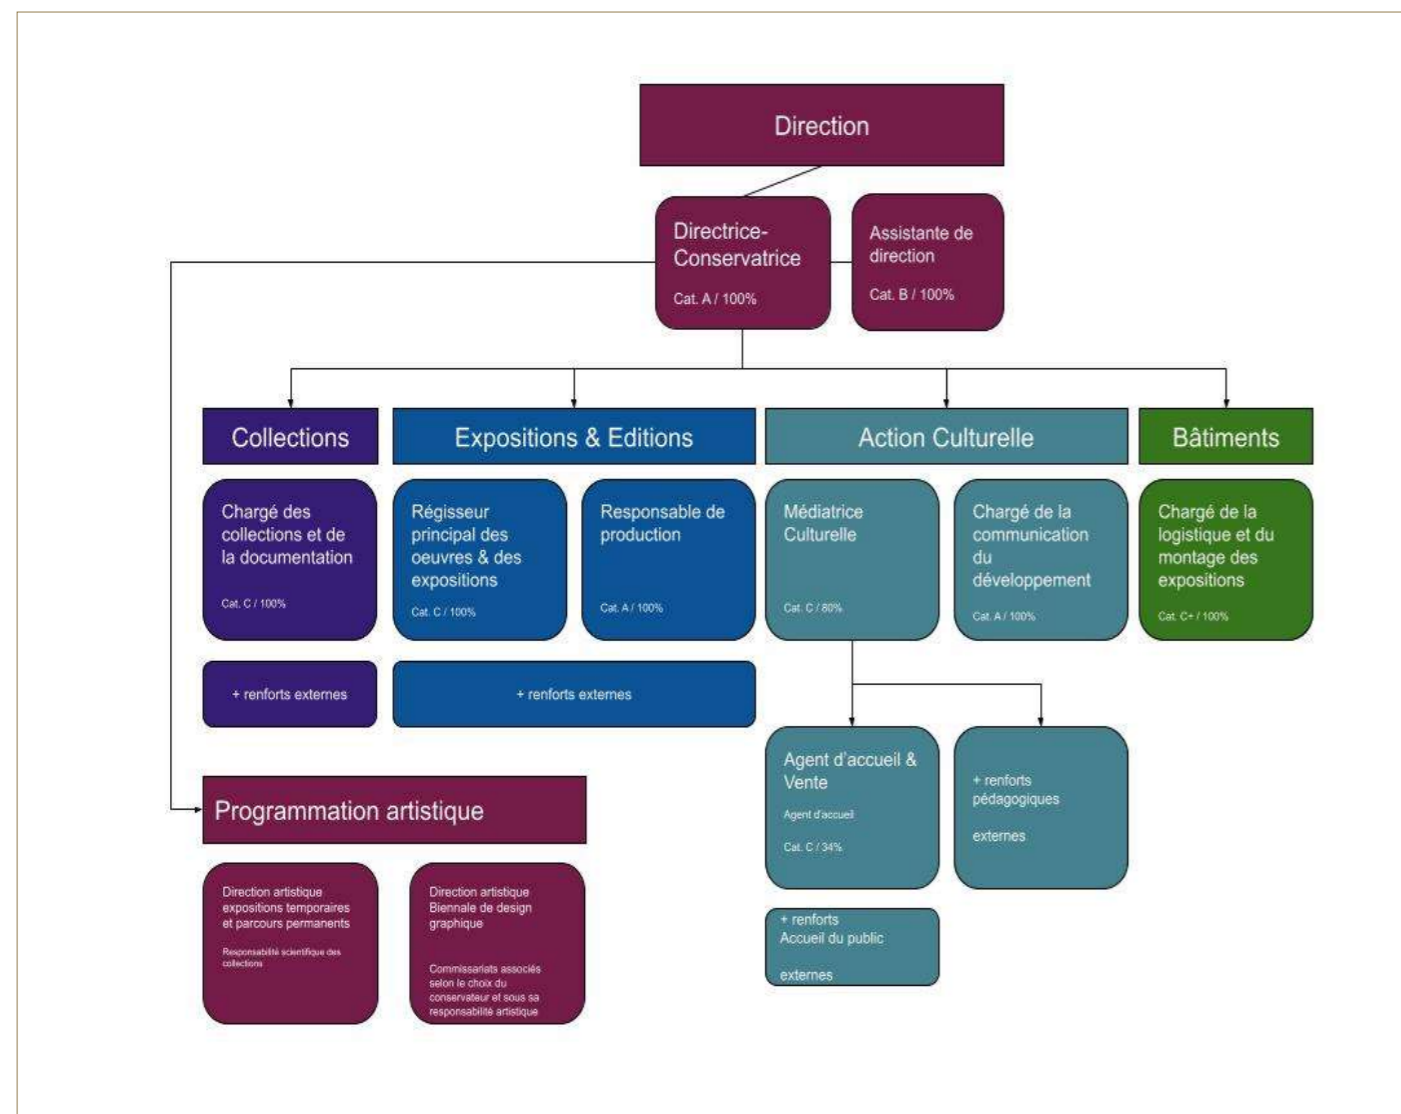 Direction
Directrice-
Conservatrice
Cat. A / 100%
Assistante de
direction
Cat. B / 100%
Collections
Expositions & Editions
Action Culturelle
Bâtiments
Chargé des
collections et de
la documentation
Cat. C / 100%
Régisseur
principal des
oeuvres & des
expositions
Cat. C / 100%
Responsable de
production
Cat. A / 100%
Médiatrice
Culturelle
Cat. C / 80%
Chargé de la
communication
du
développement
Cat. A / 100%
Chargé de la
logistique et du
montage des
expositions
Cat. C+ / 100%
+ renforts externes
+ renforts externes
Agent d'accueil &
Vente
Agent d'accueil
Cat. C / 34%
+ renforts
pédagogiques
externes
+ renforts
Accueil du public
externes
Programmation artistique
Direction artistique
expositions temporaires
et parcours permanents
Responsabilité scientifique des
collections
Direction artistique
Biennale de design
graphique
Commissariats associés
selon le choix du
conservateur et sous sa
responsabilité artistique